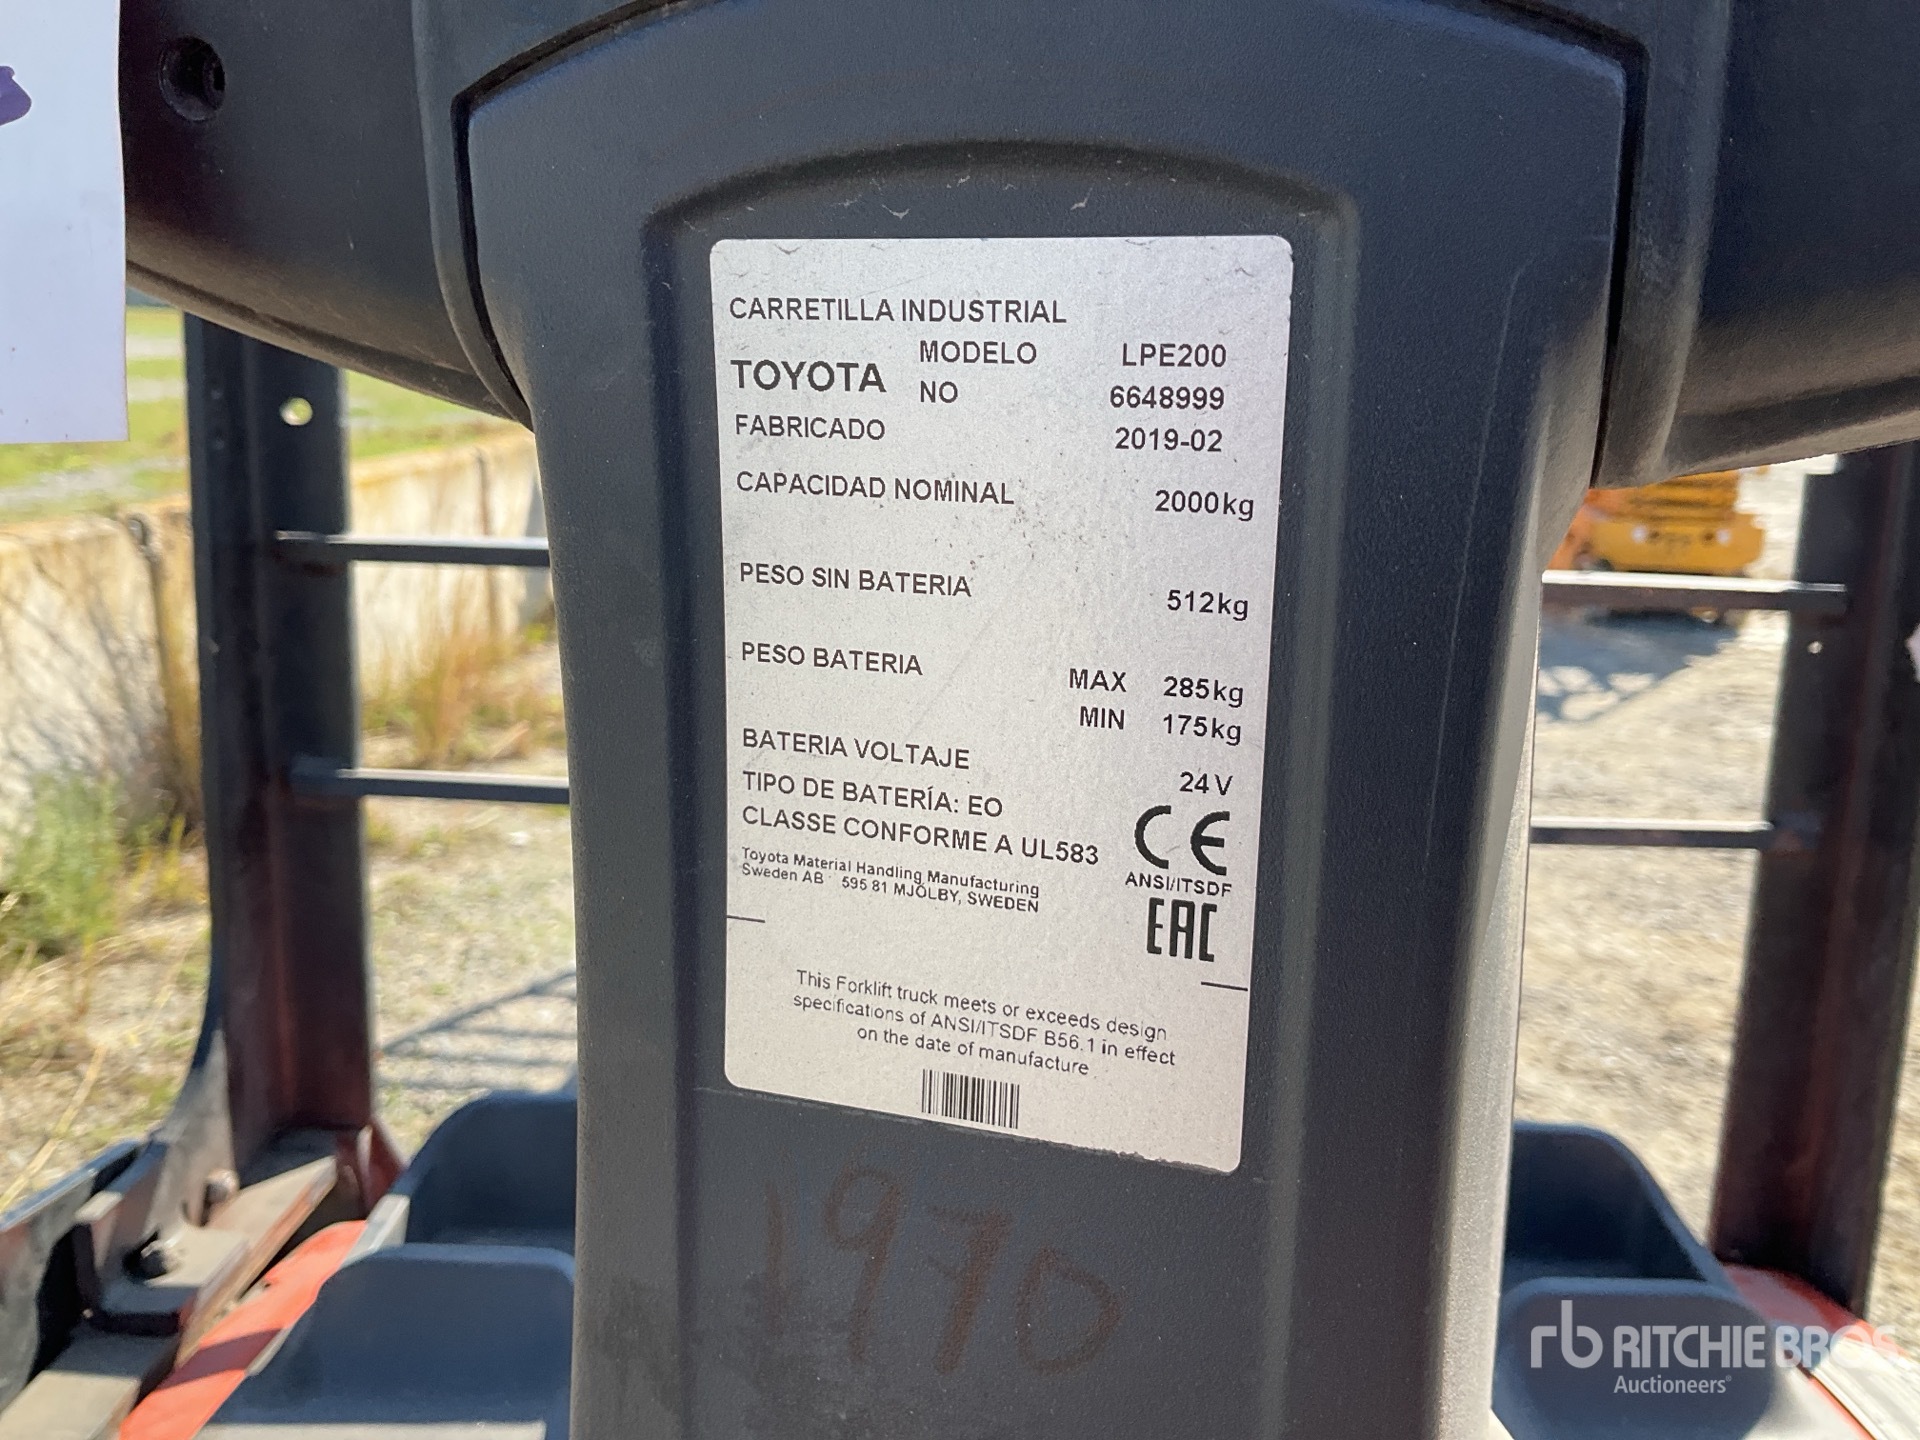 CARRETILLA INDUSTRIAL
MODELO LPE200
TOYOTA
NO 6648999
FABRICADO 2019-02
CAPACIDAD NOMINAL 2000kg
PESO SIN BATERIA 512kg
PESO BATERIA MAX 285kg
MIN 175kg
BATERIA VOLTAJE 24V
TIPO DE BATERÍA: EO
CLASSE CONFORME A UL583
CE
ANSI/ITSDF
EAC
Toyota Material Handling Manufacturing
Sweden AB 595 81 MJÖLBY, SWEDEN
This Forklift truck meets or exceeds design
specifications of ANSI/ITSDF B56.1 in effect
on the date of manufacture
1970
rb RITCHIE BROS.
Auctioneers®